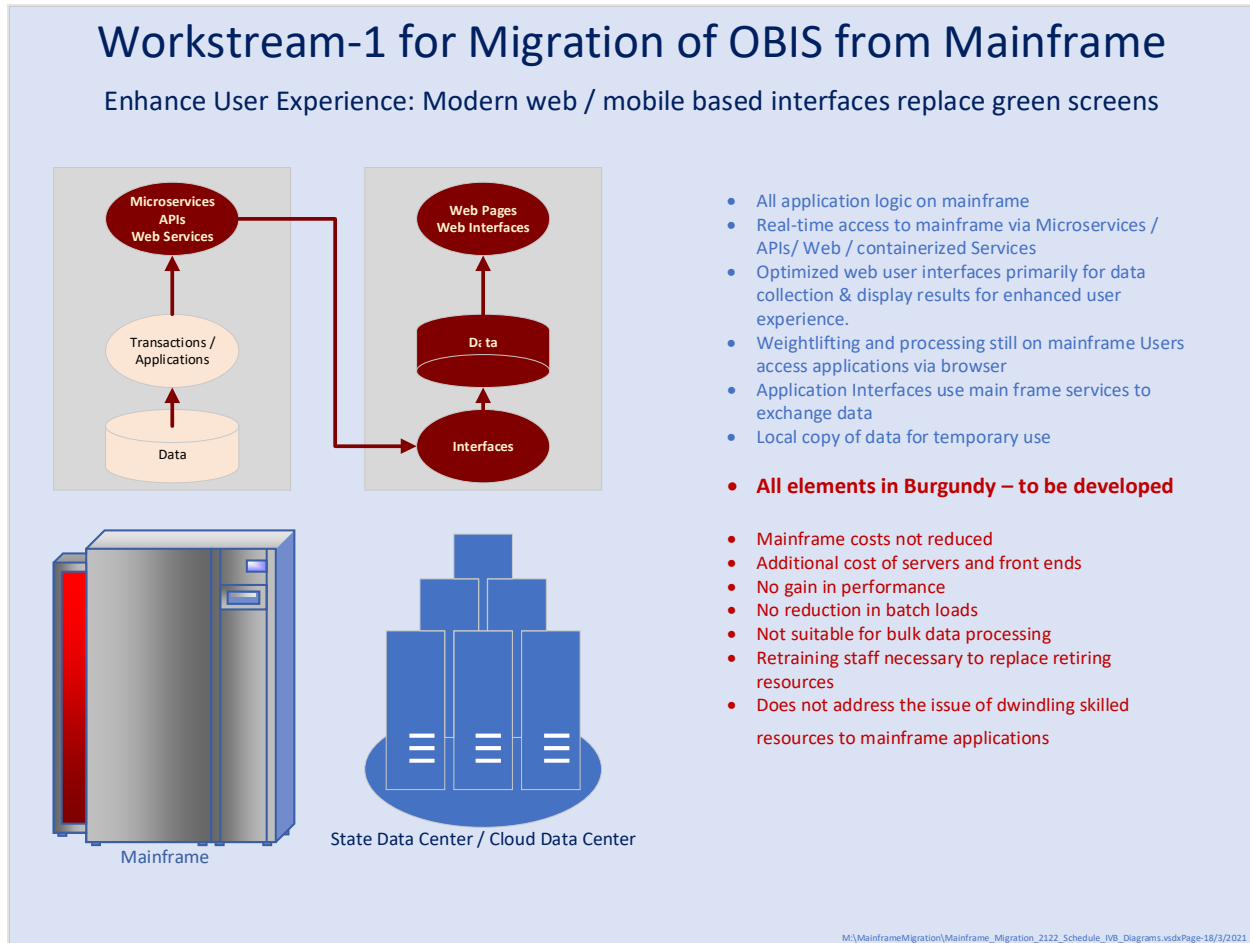 Workstream-1 for Migration of OBIS from Mainframe
Enhance User Experience: Modern web / mobile based interfaces replace green screens
Microservices
APIs
Web Services
Transactions /
Applications
Data
Web Pages
Web Interfaces
Data
Interfaces
• All application logic on mainframe
• Real-time access to mainframe via Microservices /
APIs/ Web / containerized Services
• Optimized web user interfaces primarily for data
collection & display results for enhanced user
experience.
• Weightlifting and processing still on mainframe Users
access applications via browser
• Application Interfaces use main frame services to
exchange data
• Local copy of data for temporary use
• All elements in Burgundy – to be developed
• Mainframe costs not reduced
• Additional cost of servers and front ends
• No gain in performance
• No reduction in batch loads
• Not suitable for bulk data processing
• Retraining staff necessary to replace retiring
resources
• Does not address the issue of dwindling skilled
resources to mainframe applications
Mainframe
State Data Center / Cloud Data Center
M:\MainframeMigration\Mainframe_Migration_2122_Schedule_IVB_Diagrams.vsdxPage-18/3/2021